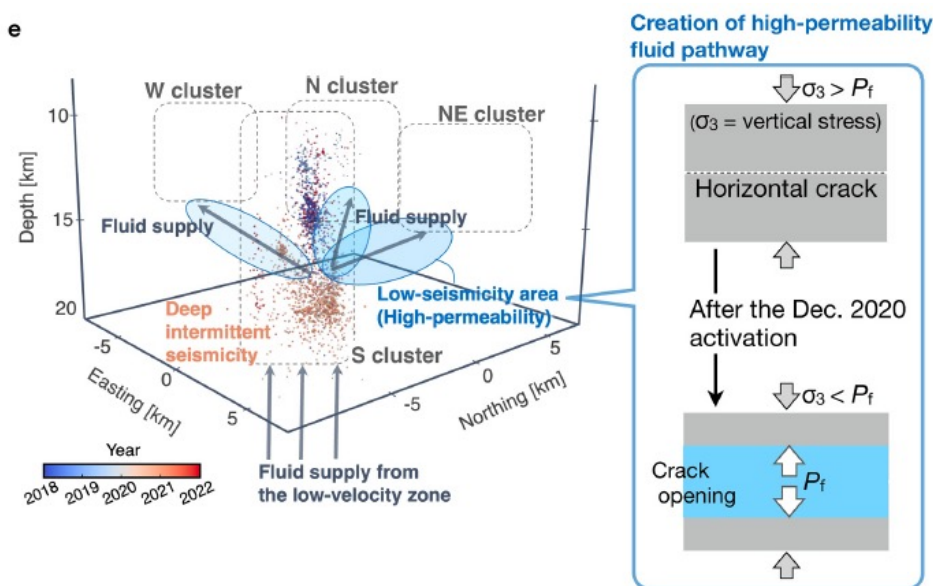 e
W cluster
N cluster
NE cluster
10
15
20
Depth [km]
Fluid supply
Fluid supply
Deep
intermittent
seismicity
Low-seismicity area
(High-permeability)
S cluster
-5
0
5
Easting [km]
-5
0
5
Northing [km]
Year
2018
2019
2020
2021
2022
Fluid supply from
the low-velocity zone
Creation of high-permeability
fluid pathway
σ3 > Pf
(σ3 = vertical stress)
Horizontal crack
After the Dec. 2020
activation
σ3 < Pf
Crack
opening
Pf